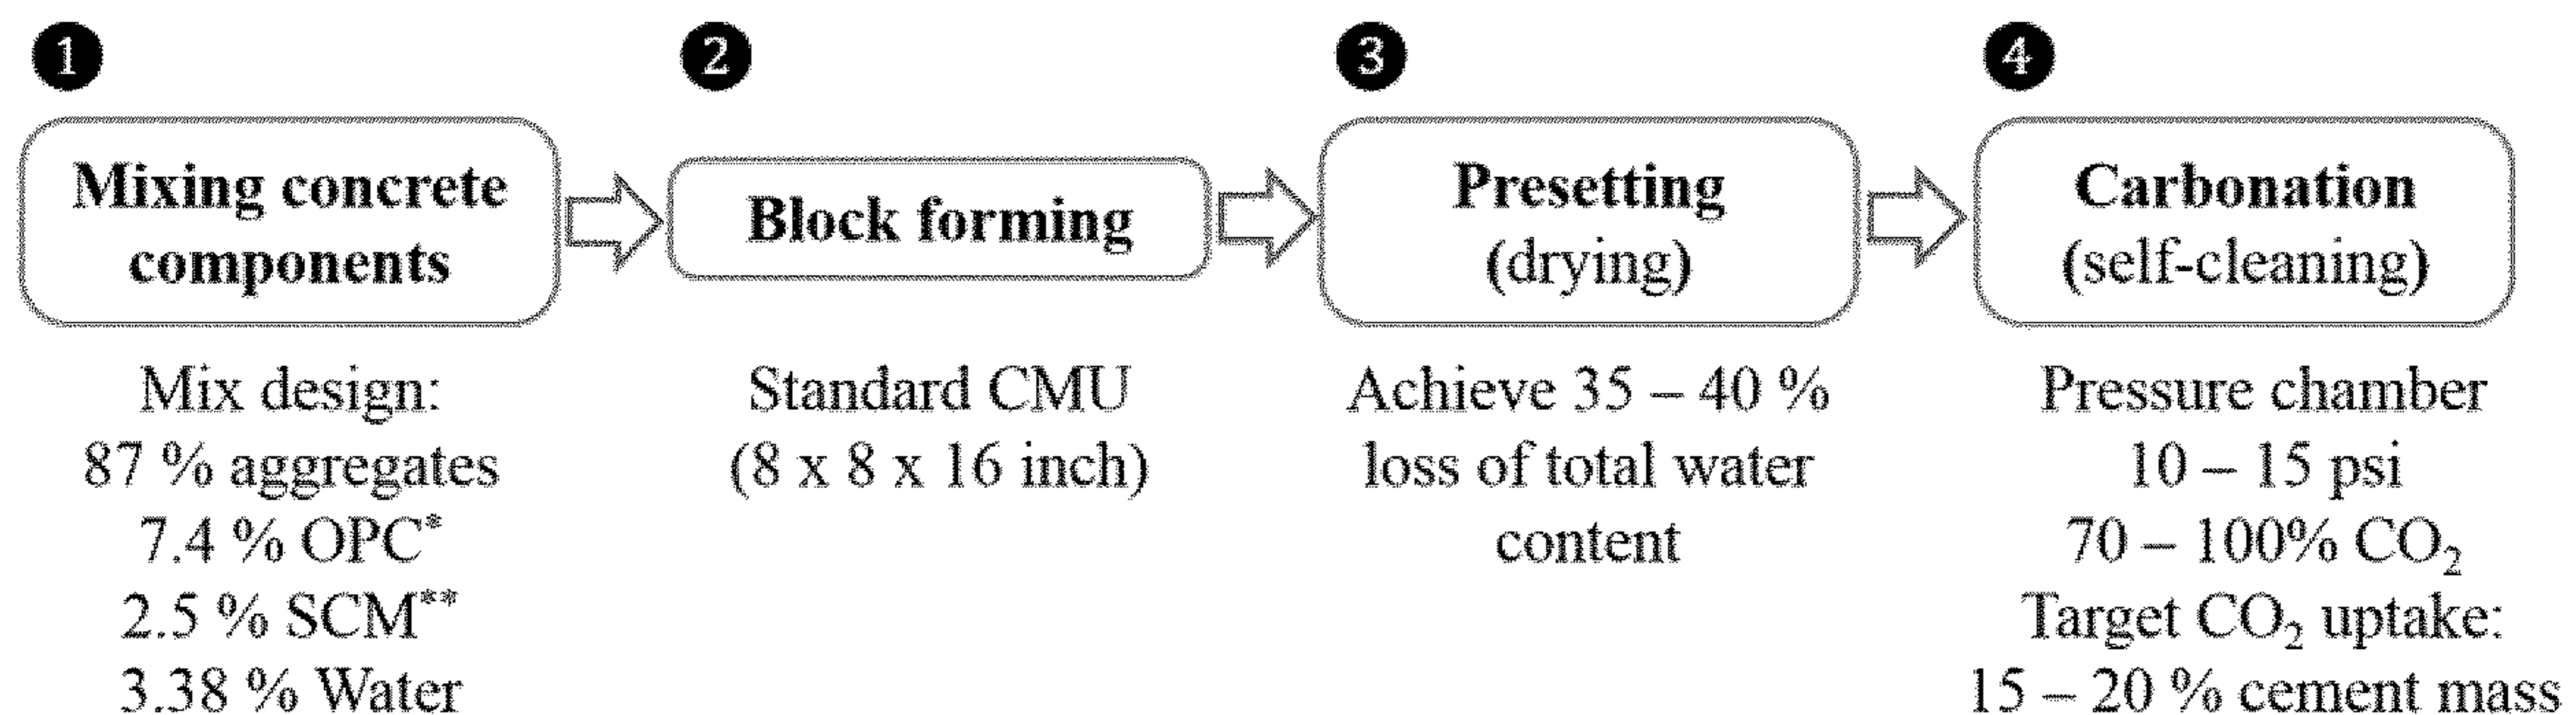 1
Mixing concrete
components
Mix design:
87 % aggregates
7.4 % OPC*
2.5 % SCM**
3.38 % Water
2
Block forming
Standard CMU
(8 x 8 x 16 inch)
3
Presetting
(drying)
Achieve 35 – 40 %
loss of total water
content
4
Carbonation
(self-cleaning)
Pressure chamber
10 – 15 psi
70 – 100% CO₂
Target CO₂ uptake:
15 – 20 % cement mass